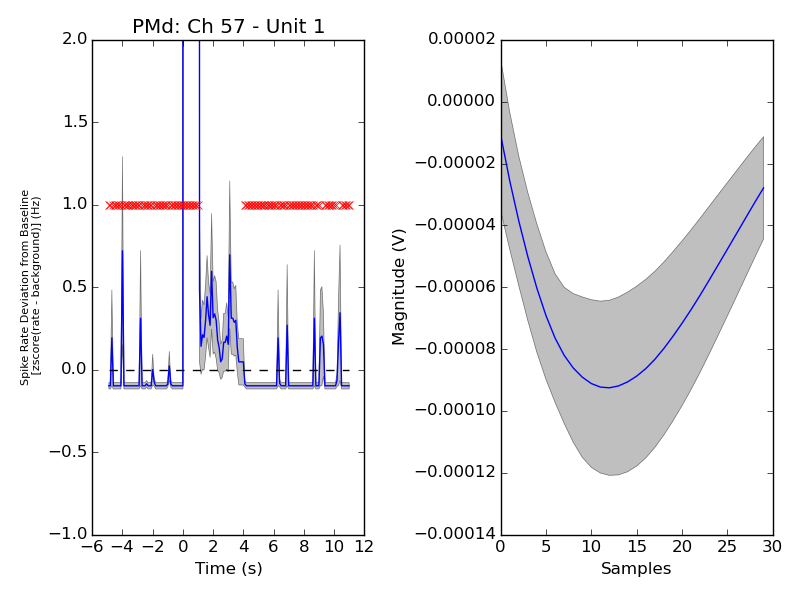 PMd: Ch 57 - Unit 1
Spike Rate Deviation from Baseline
[zscore(rate - background)] (Hz)
2.0
1.5
1.0
0.5
0.0
−0.5
−1.0
−6 −4 −2 0 2 4 6 8 10 12
Time (s)
Magnitude (V)
0.00002
0.00000
−0.00002
−0.00004
−0.00006
−0.00008
−0.00010
−0.00012
−0.00014
0 5 10 15 20 25 30
Samples